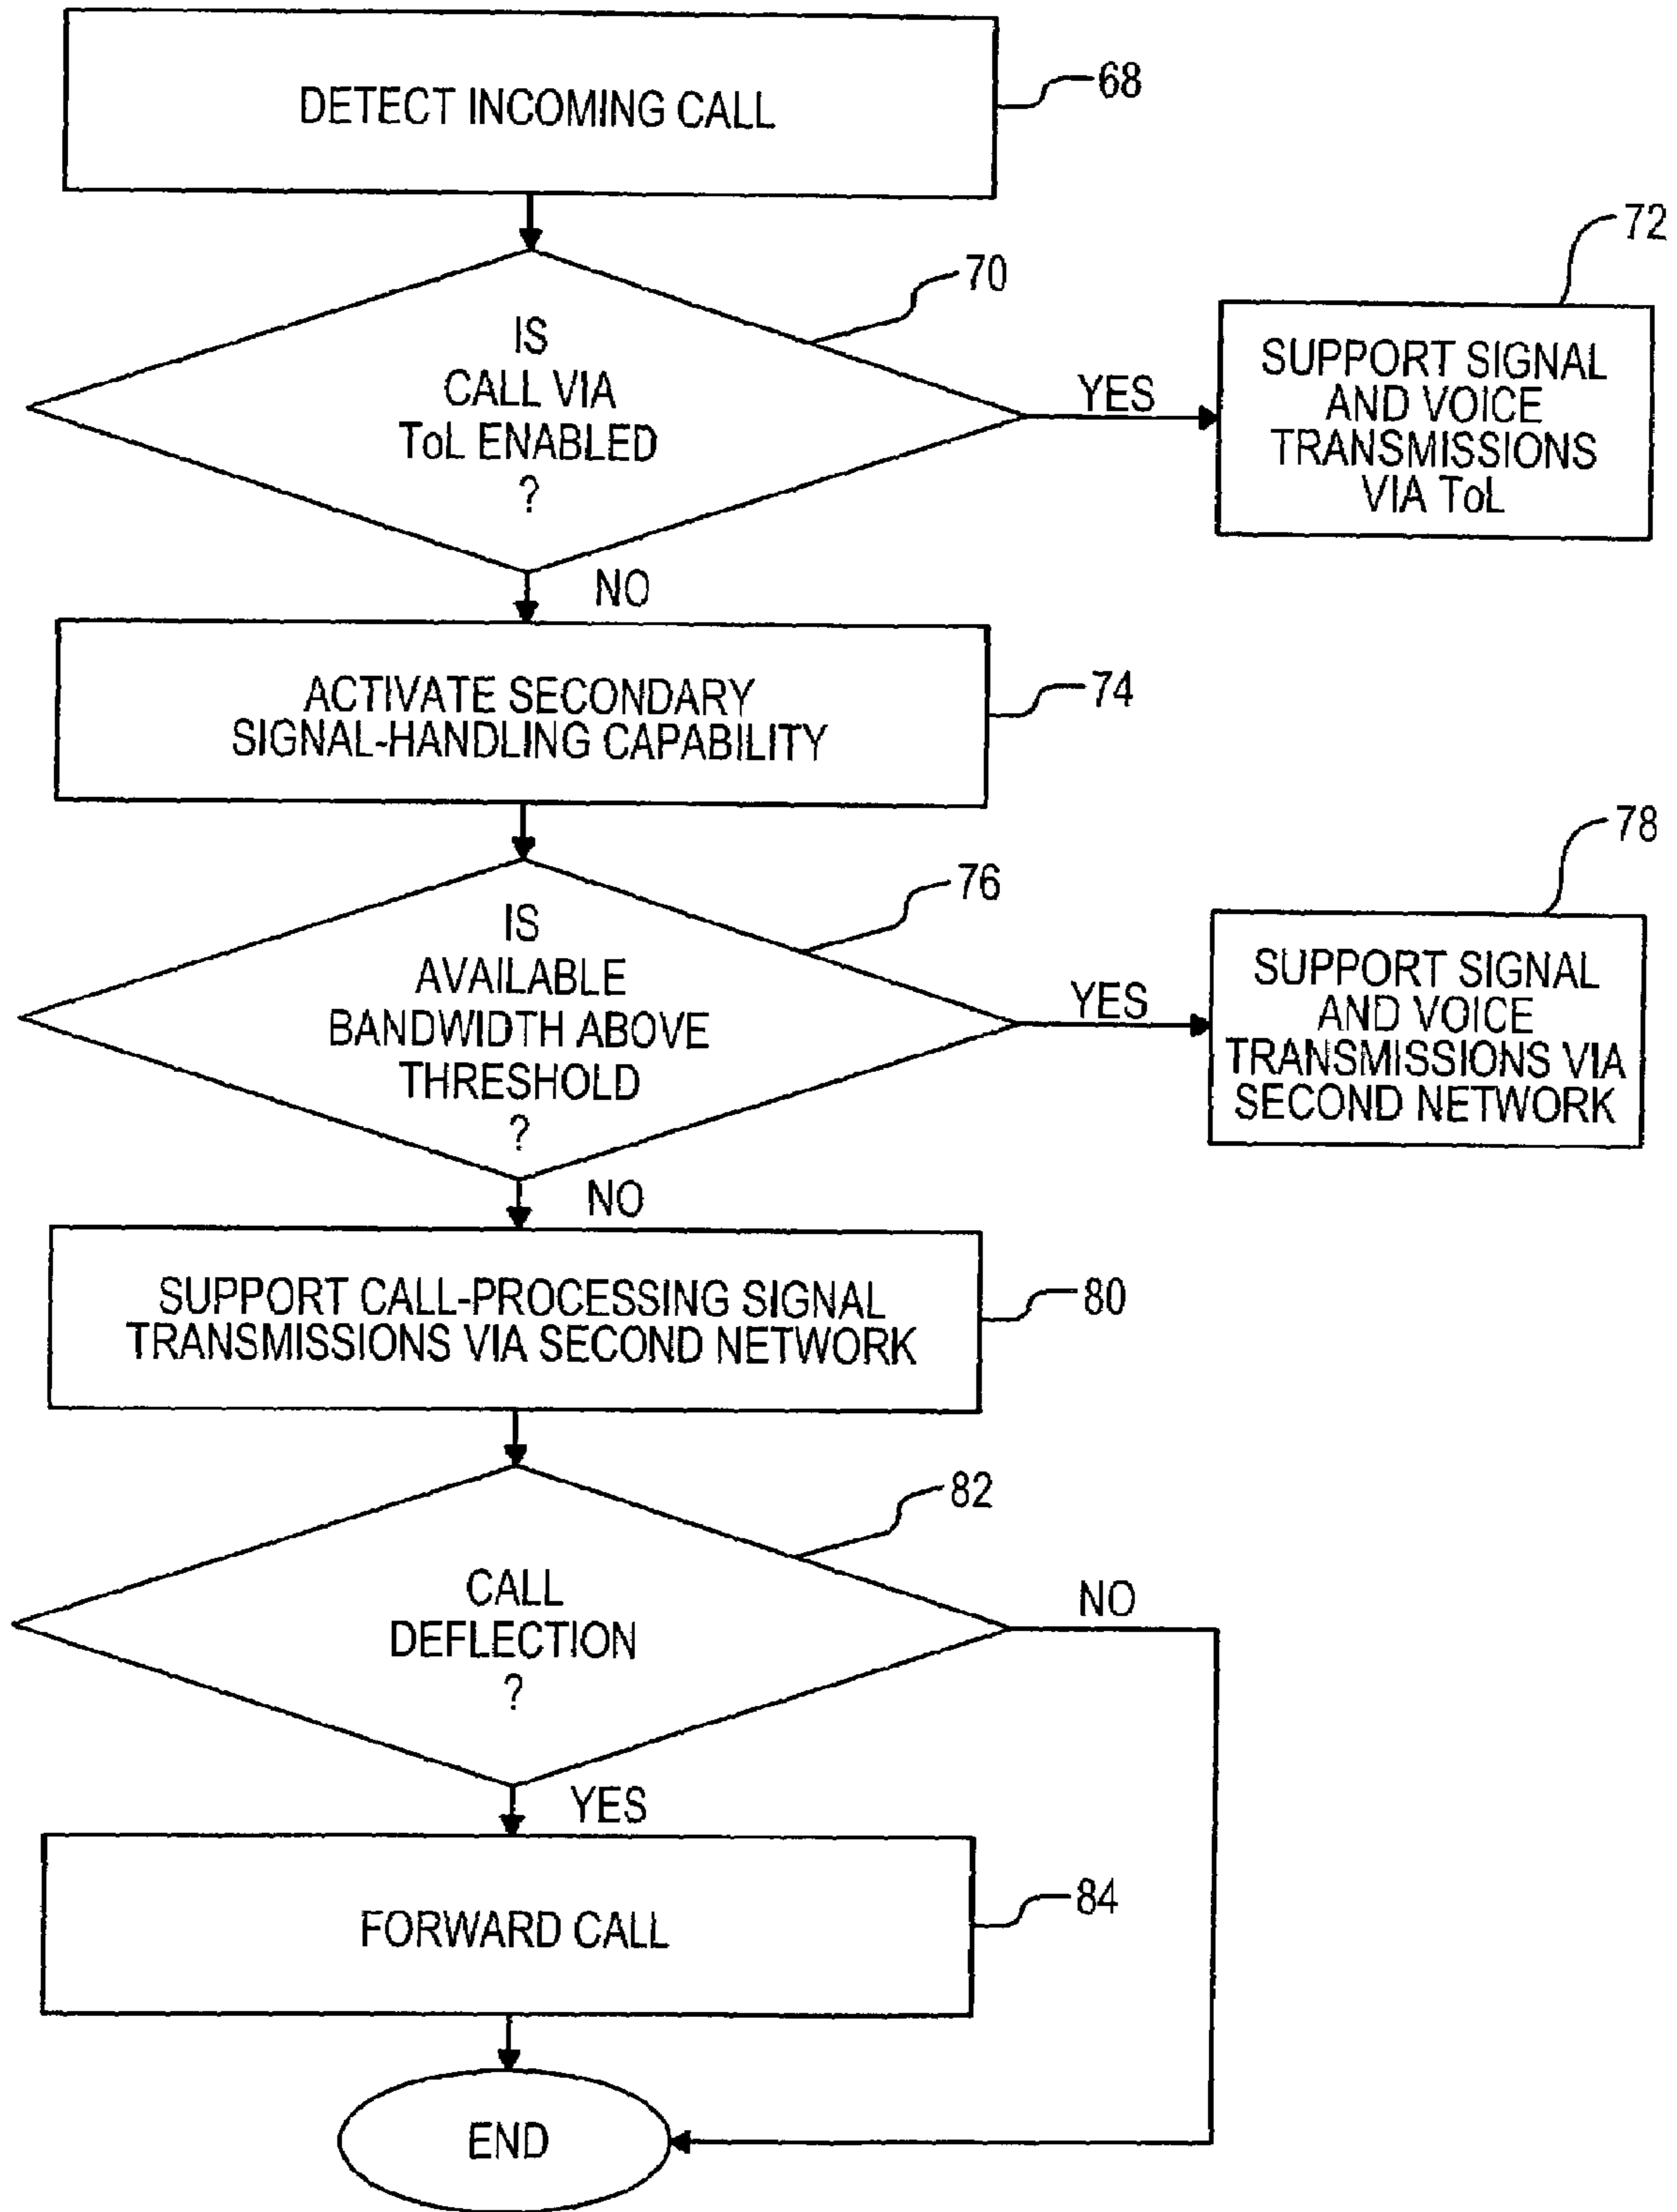 DETECT INCOMING CALL
68
IS
CALL VIA
ToL ENABLED
?
70
YES
72
SUPPORT SIGNAL
AND VOICE
TRANSMISSIONS
VIA ToL
NO
ACTIVATE SECONDARY
SIGNAL-HANDLING CAPABILITY
74
IS
AVAILABLE
BANDWIDTH ABOVE
THRESHOLD
?
76
YES
78
SUPPORT SIGNAL
AND VOICE
TRANSMISSIONS VIA
SECOND NETWORK
NO
SUPPORT CALL-PROCESSING SIGNAL
TRANSMISSIONS VIA SECOND NETWORK
80
CALL
DEFLECTION
?
82
NO
YES
FORWARD CALL
84
END